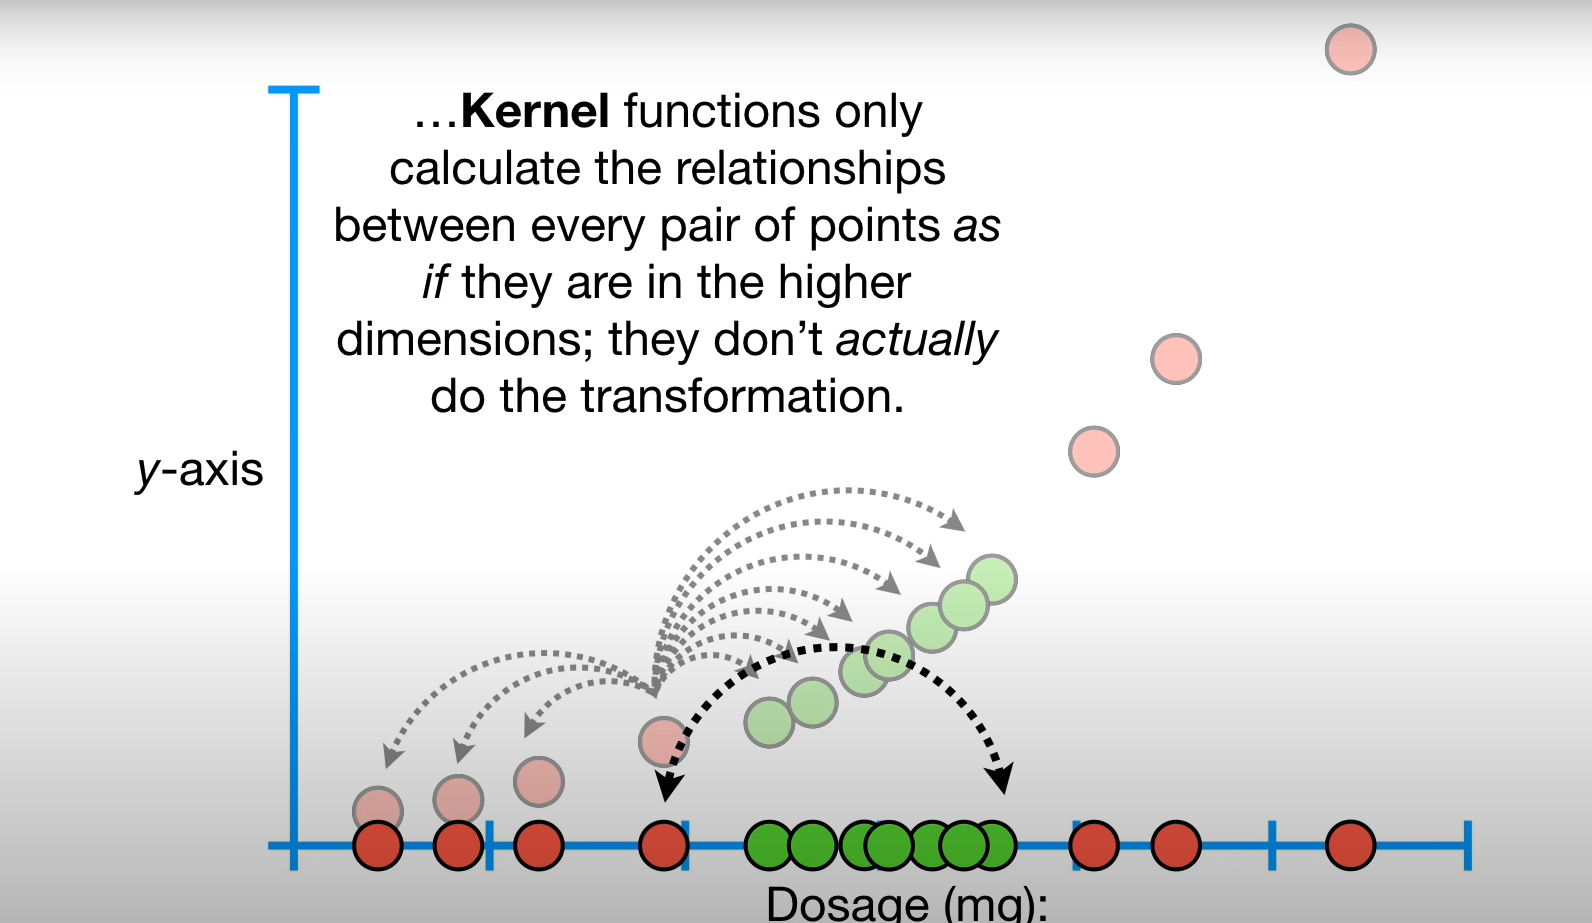 …Kernel functions only
calculate the relationships
between every pair of points as
if they are in the higher
dimensions; they don’t actually
do the transformation.
y-axis
Dosage (mg):